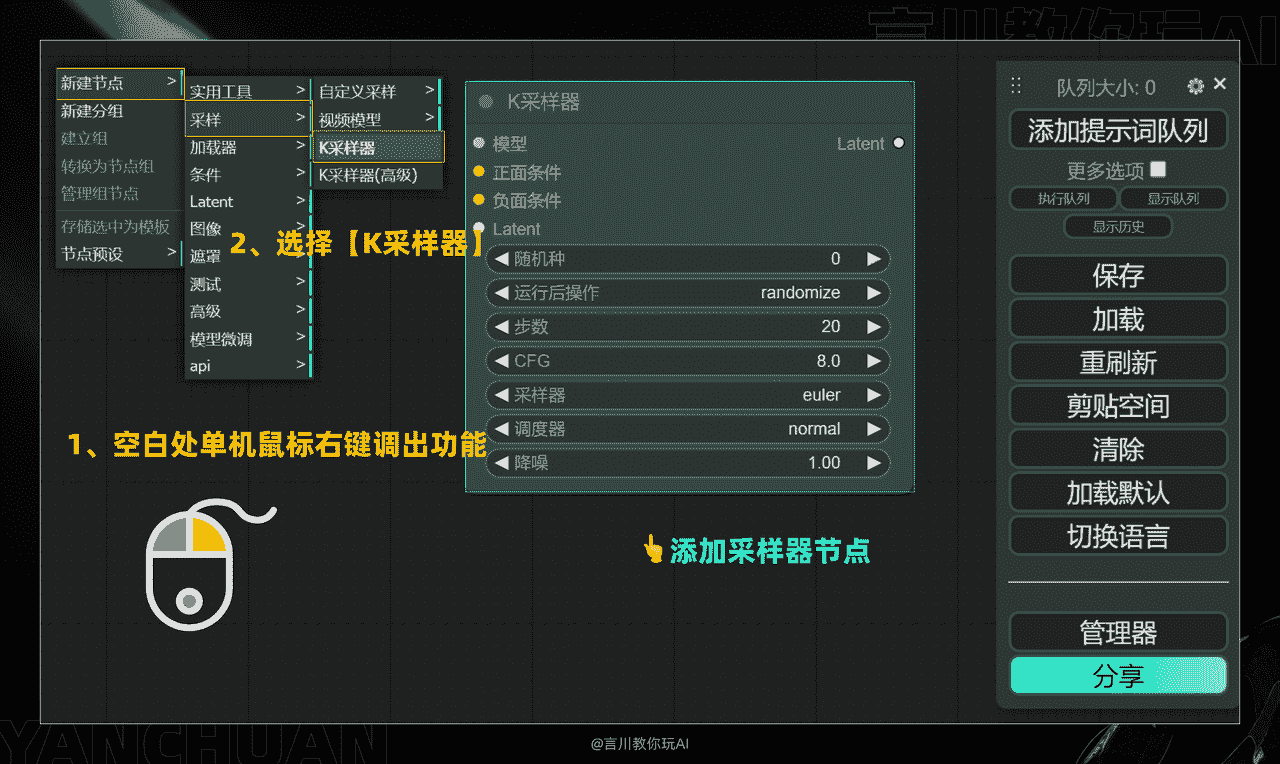 言川教你玩AI
新建节点 >
新建分组
建立组
转换为节点组
管理组节点
存储选中为模板
节点预设 >
实用工具 >
采样 >
加载器 >
条件 >
Latent >
图像 >
遮罩 >
测试 >
高级 >
模型微调 >
api >
自定义采样 >
视频模型 >
K采样器
K采样器(高级)
2、选择【K采样器】
1、空白处单机鼠标右键调出功能
K采样器
模型 Latent
正面条件
负面条件
Latent
随机种 0
运行后操作 randomize
步数 20
CFG 8.0
采样器 euler
调度器 normal
降噪 1.00
添加采样器节点
队列大小: 0
添加提示词队列
更多选项
执行队列 显示队列
显示历史
保存
加载
重刷新
剪贴空间
清除
加载默认
切换语言
管理器
分享
YANCHUAN
@言川教你玩AI